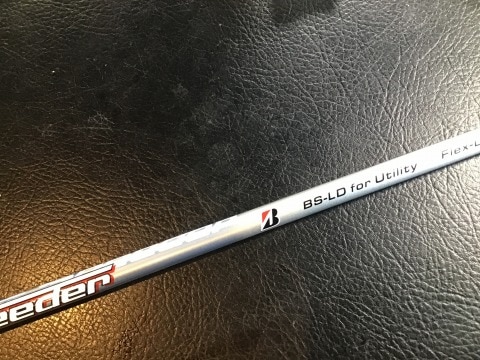 eeder
B BS-LD for Utility Flex-L